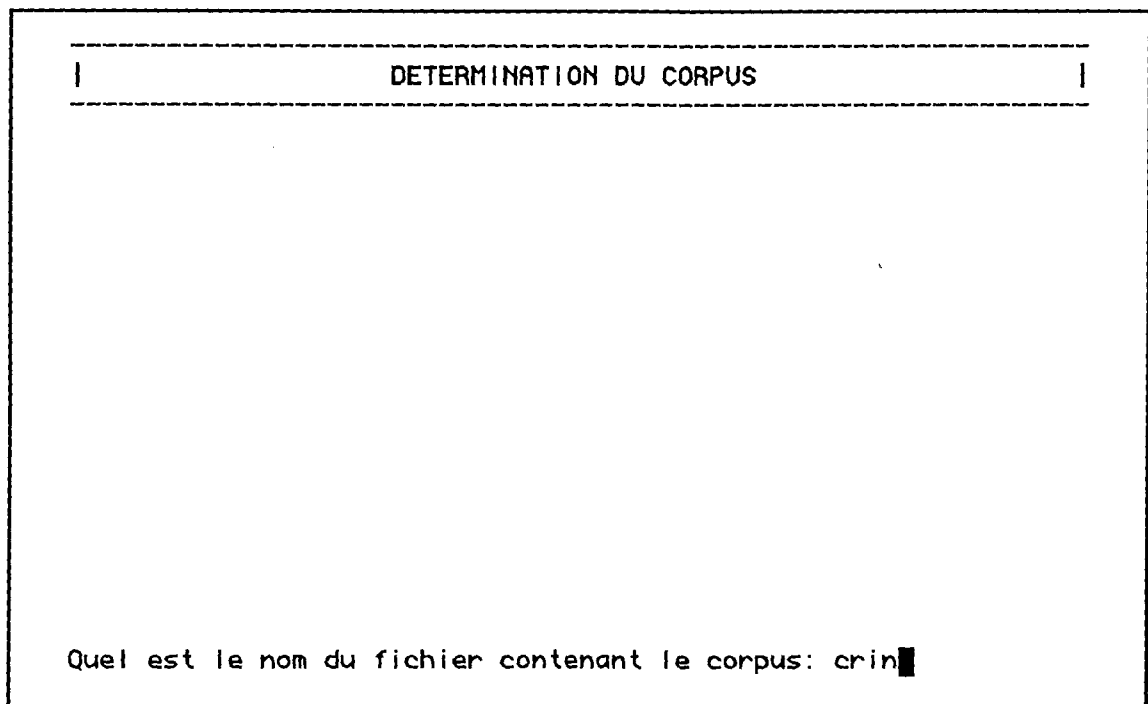 DETERMINATION DU CORPUS
Quel est le nom du fichier contenant le corpus: crin